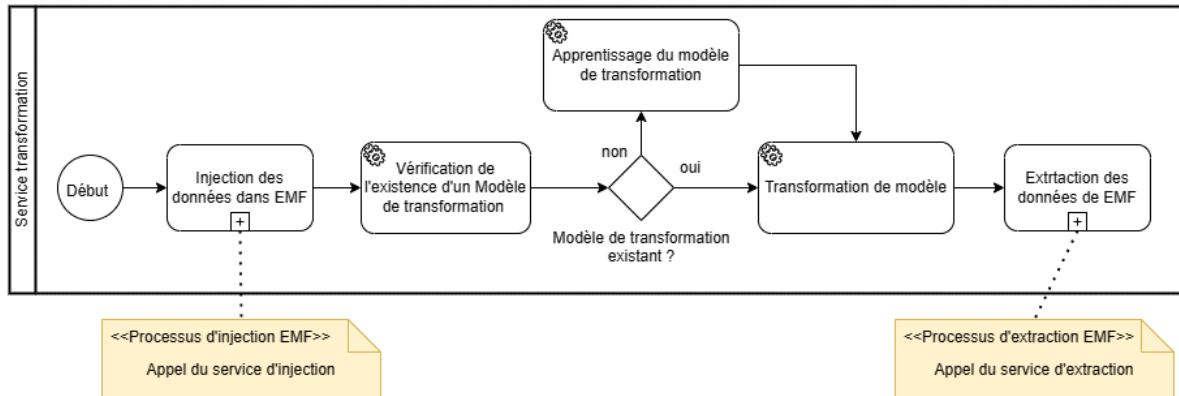 Service transformation
Début
Injection des
données dans EMF
+
Vérification de
l'existence d'un Modèle
de transformation
Apprentissage du modèle
de transformation
non
oui
Modèle de transformation
existant ?
Transformation de modèle
Extrtaction des
données de EMF
+
<<Processus d'injection EMF>>
Appel du service d'injection
<<Processus d'extraction EMF>>
Appel du service d'extraction